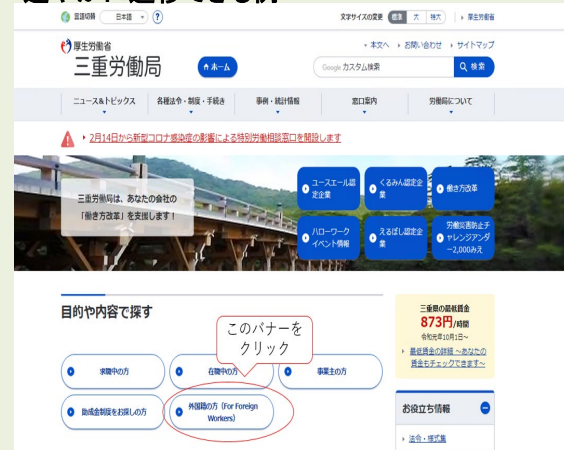 言語切替 日本語 ?
文字サイズの変更 標準 大 特大 厚生労働省
厚生労働省
三重労働局
ホーム
本文へ お問い合わせ サイトマップ
Google カスタム検索 検索
ニュース&トピックス 各種法令・制度・手続き 事例・統計情報 窓口案内 労働局について
2月14日から新型コロナ感染症の影響による特別労働相談窓口を開設します
三重労働局は、あなたの会社の
「働き方改革」を支援します!
ユースエール認
定企業
くるみん認定企
業
働き方改革
ハローワーク
イベント情報
えるぼし認定企
業
労働災害防止チ
ャレンジアンダ
ー2,000みえ
目的や内容で探す
このバナーを
クリック
求職中の方 在職中の方 事業主の方
助成金制度をお探しの方
外国籍の方(For Foreign
Workers)
三重県の最低賃金
873円/時間
令和元年10月1日~
最低賃金の詳細 ~あなたの
賃金もチェックできます~
お役立ち情報
法令・様式集